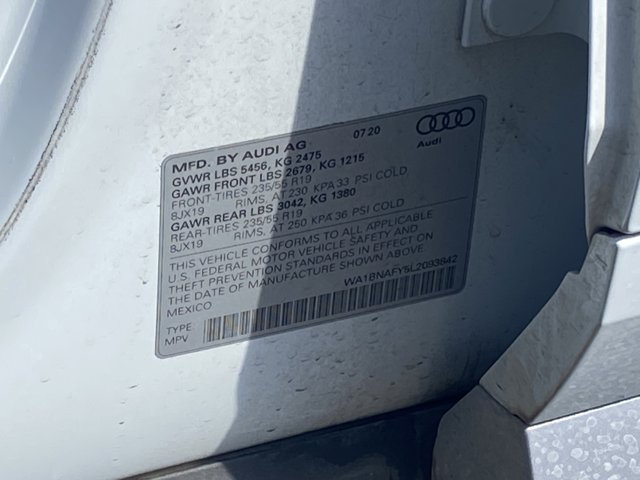 MFD. BY AUDI AG 07 20
GVWR LBS 5456, KG 2475
GAWR FRONT LBS 2679, KG 1215
FRONT-TIRES 235/55 R19
8JX19 RIMS, AT 230 KPA 33 PSI COLD
GAWR REAR LBS 3042, KG 1380
REAR-TIRES 235/55 R19
8JX19 RIMS, AT 250 KPA 36 PSI COLD
THIS VEHICLE CONFORMS TO ALL APPLICABLE
U.S. FEDERAL MOTOR VEHICLE SAFETY AND
THEFT PREVENTION STANDARDS IN EFFECT ON
THE DATE OF MANUFACTURE SHOWN ABOVE.
MEXICO WA1BNAFY5L2093842
TYPE
MPV
Audi